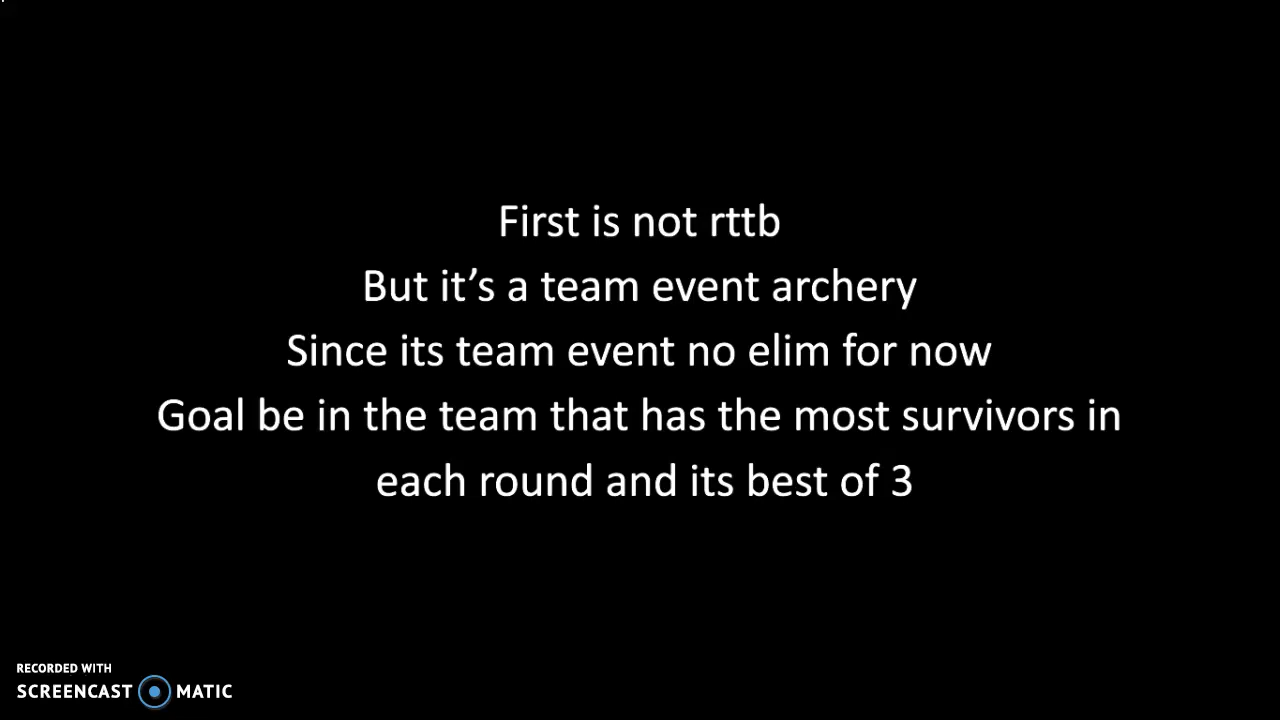 First is not rttb
But it’s a team event archery
Since its team event no elim for now
Goal be in the team that has the most survivors in
each round and its best of 3
RECORDED WITH
SCREENCAST MATIC